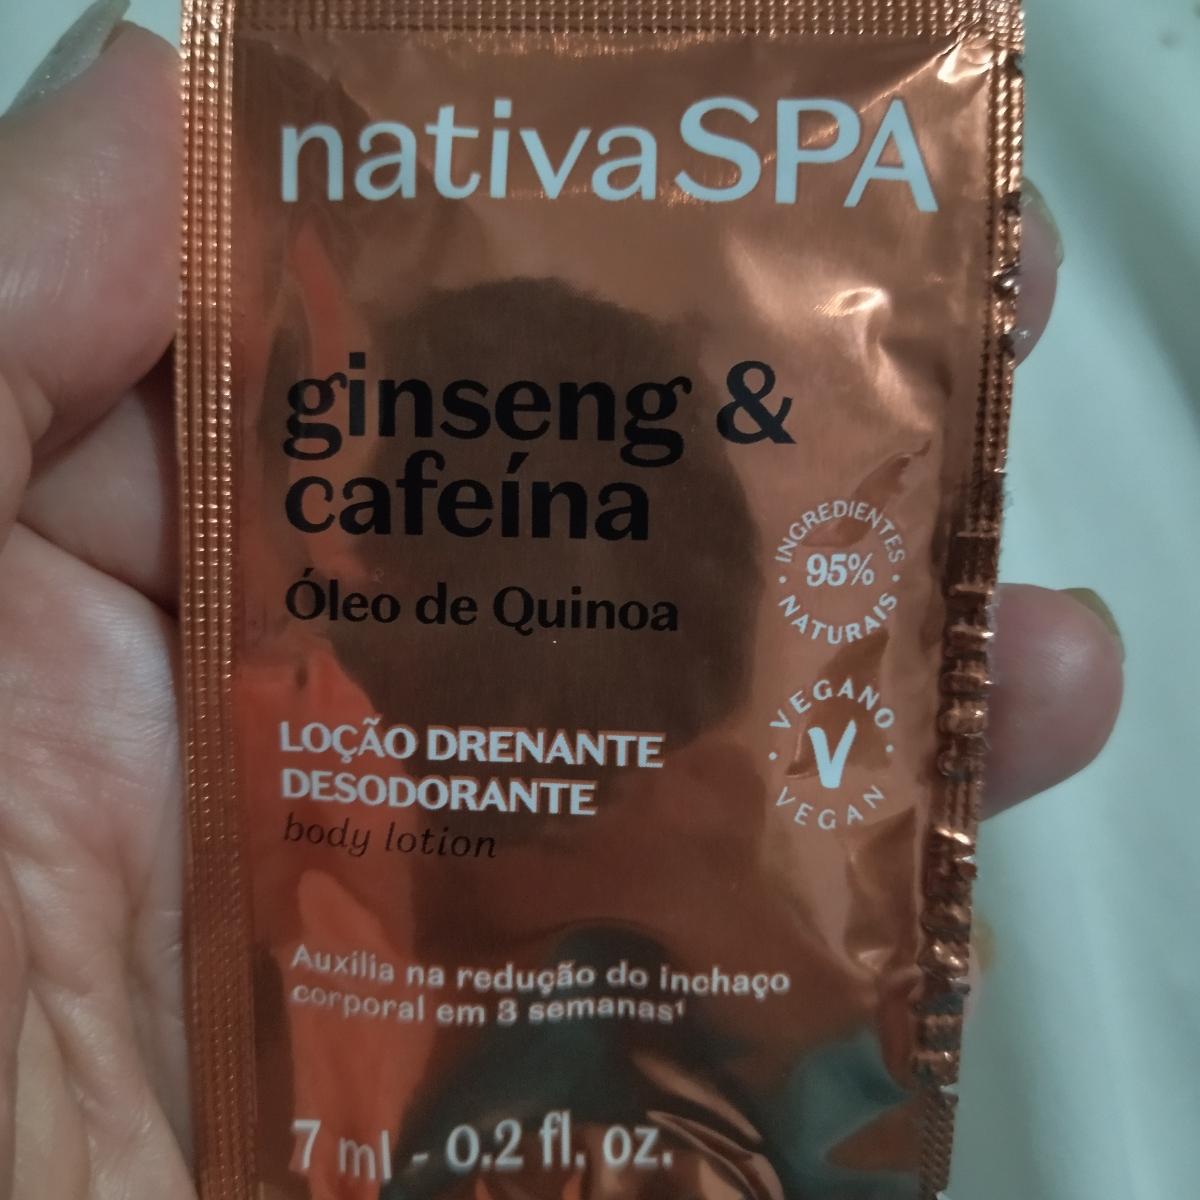 nativaSPA
ginseng &
cafeína
Óleo de Quinoa
INGREDIENTES
95%
NATURAIS
LOÇÃO DRENANTE
DESODORANTE
body lotion
VEGANO
V
VEGAN
Auxilia na redução do inchaço
corporal em 3 semanas¹
7 ml - 0.2 fl. oz.